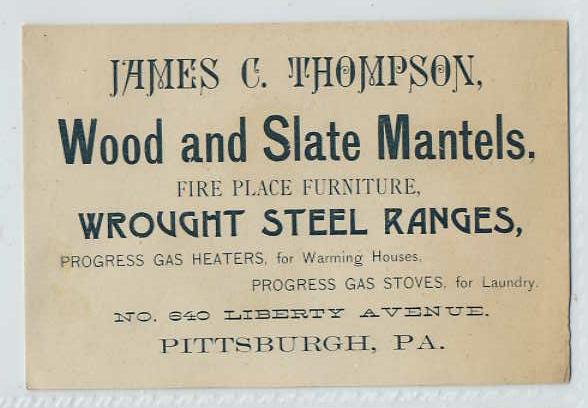 JAMES C. THOMPSON,
Wood and Slate Mantels,
FIRE PLACE FURNITURE,
WROUGHT STEEL RANGES,
PROGRESS GAS HEATERS, for Warming Houses.
PROGRESS GAS STOVES, for Laundry.
NO. 640 LIBERTY AVENUE.
PITTSBURGH, PA.